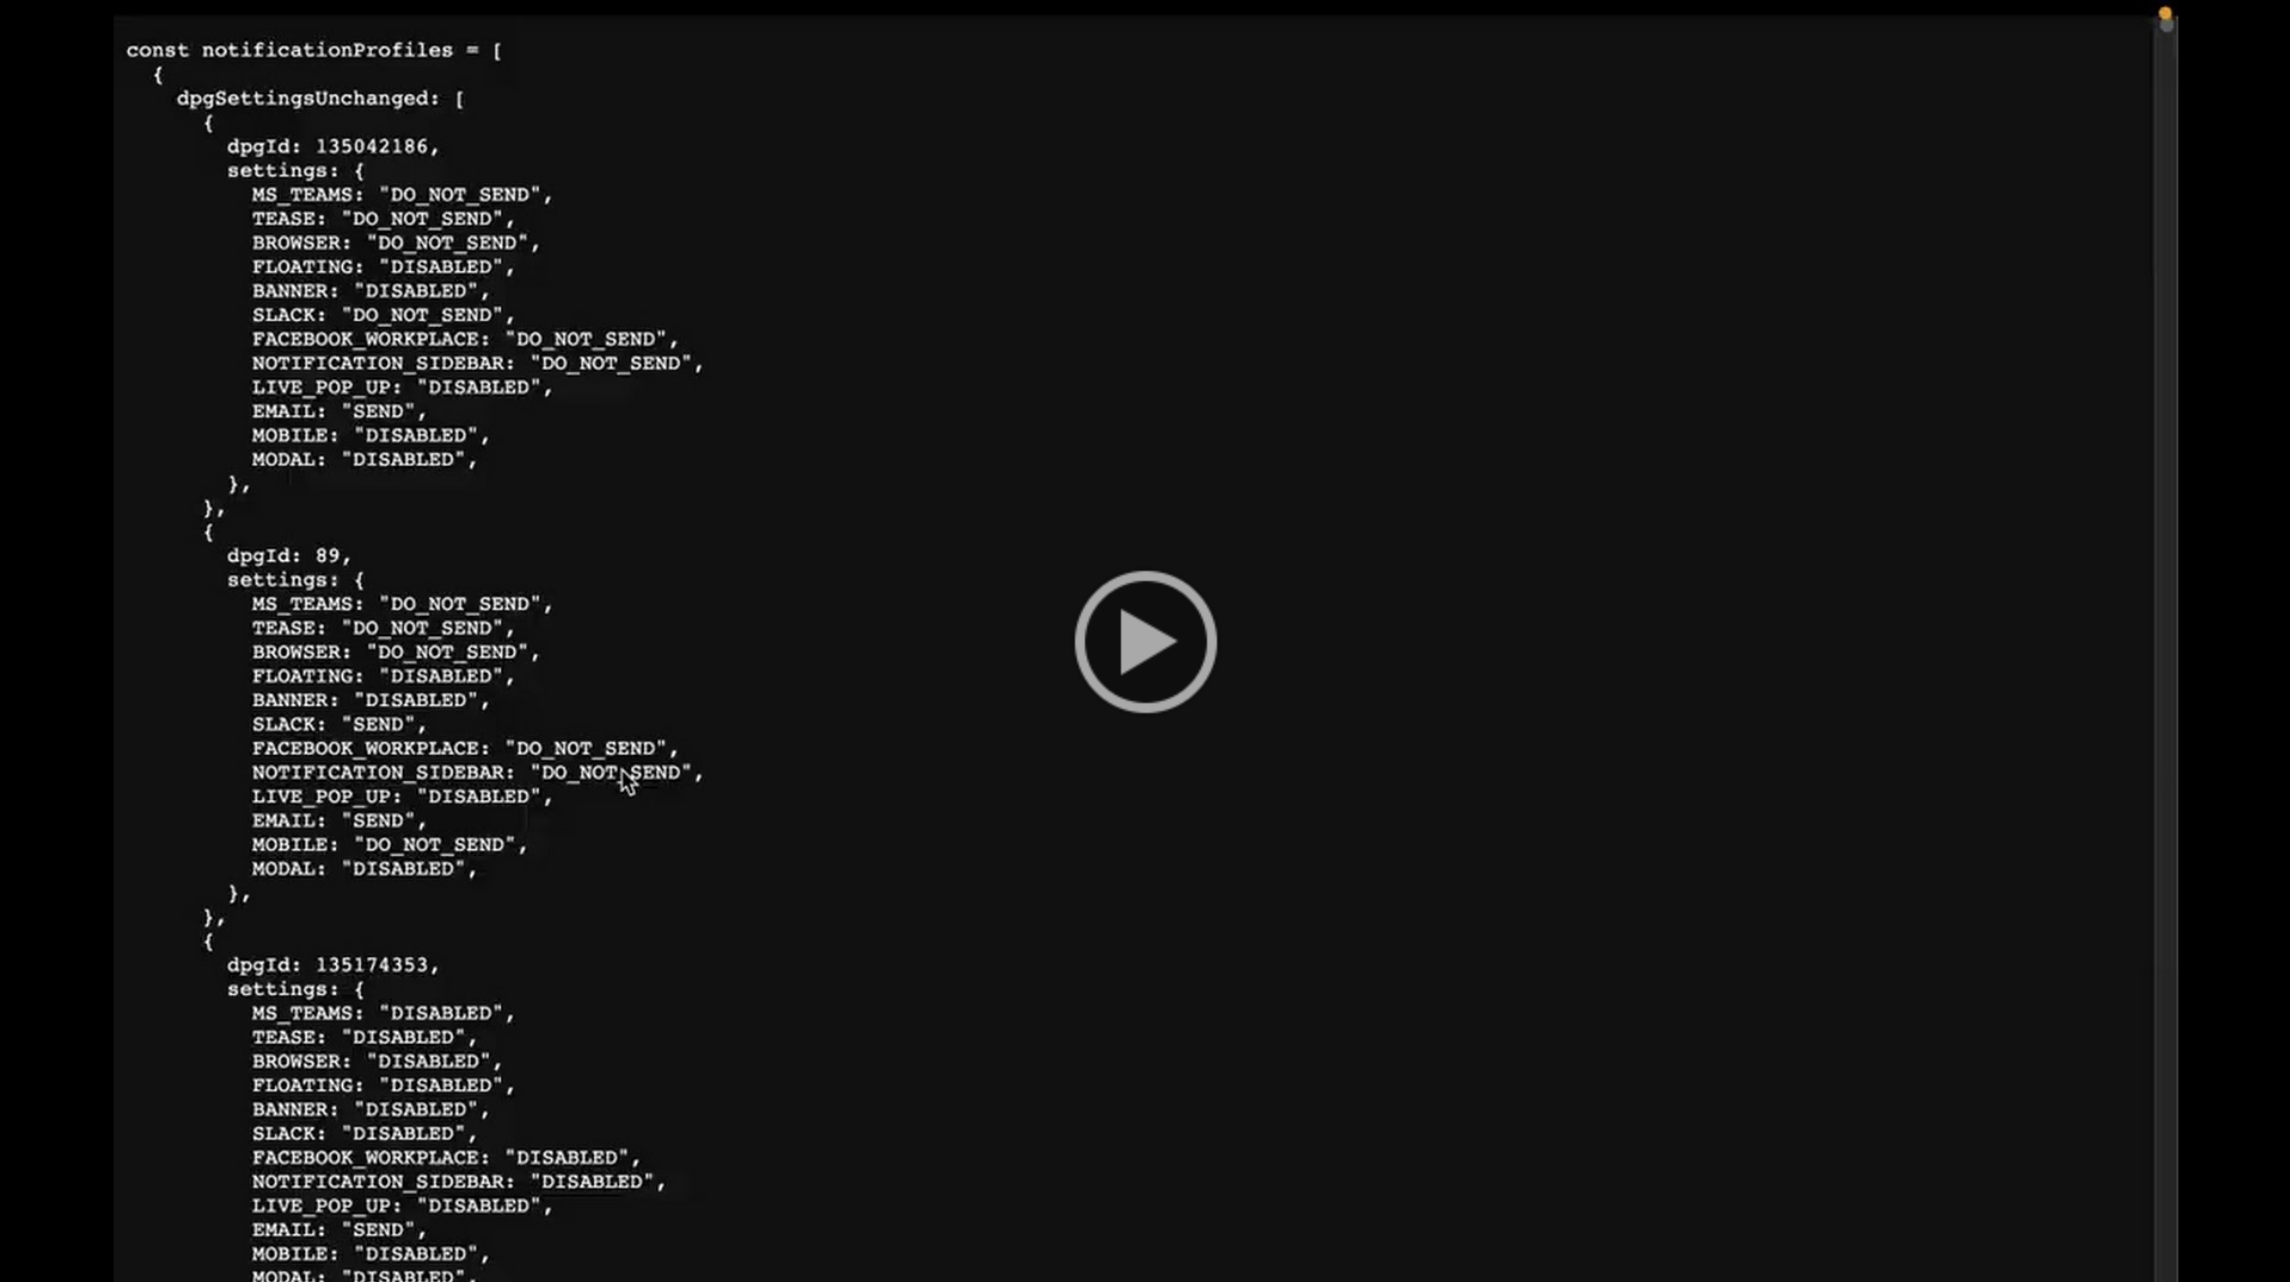 const notificationProfiles = [
{
dpgSettingsUnchanged: [
{
dpgId: 135042186,
settings: {
MS_TEAMS: "DO_NOT_SEND",
TEASE: "DO_NOT_SEND",
BROWSER: "DO_NOT_SEND",
FLOATING: "DISABLED",
BANNER: "DISABLED",
SLACK: "DO_NOT_SEND",
FACEBOOK_WORKPLACE: "DO_NOT_SEND",
NOTIFICATION_SIDEBAR: "DO_NOT_SEND",
LIVE_POP_UP: "DISABLED",
EMAIL: "SEND",
MOBILE: "DISABLED",
MODAL: "DISABLED",
},
},
{
dpgId: 89,
settings: {
MS_TEAMS: "DO_NOT_SEND",
TEASE: "DO_NOT_SEND",
BROWSER: "DO_NOT_SEND",
FLOATING: "DISABLED",
BANNER: "DISABLED",
SLACK: "SEND",
FACEBOOK_WORKPLACE: "DO_NOT_SEND",
NOTIFICATION_SIDEBAR: "DO_NOT_SEND",
LIVE_POP_UP: "DISABLED",
EMAIL: "SEND",
MOBILE: "DO_NOT_SEND",
MODAL: "DISABLED",
},
},
{
dpgId: 135174353,
settings: {
MS_TEAMS: "DISABLED",
TEASE: "DISABLED",
BROWSER: "DISABLED",
FLOATING: "DISABLED",
BANNER: "DISABLED",
SLACK: "DISABLED",
FACEBOOK_WORKPLACE: "DISABLED",
NOTIFICATION_SIDEBAR: "DISABLED",
LIVE_POP_UP: "DISABLED",
EMAIL: "SEND",
MOBILE: "DISABLED",
MODAL: "DISABLED",